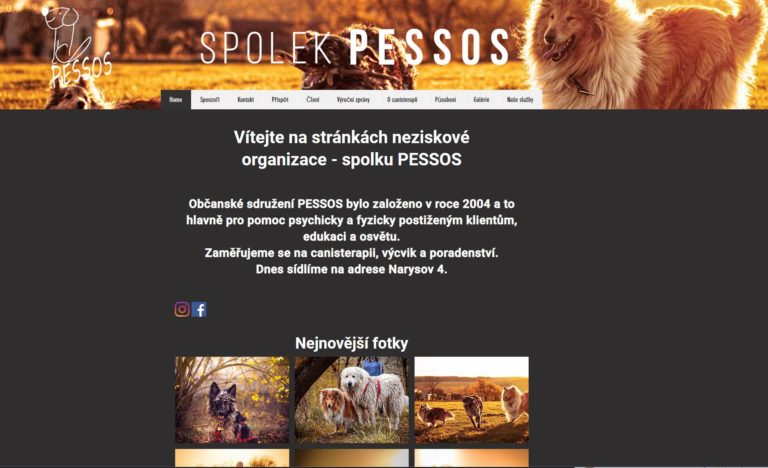 PESSOS
SPOLEK PESSOS
Home Sponzoři Kontakt Přispět Čtení Výroční zprávy O canisterapii Působení Galérie Naše služby
Vítejte na stránkách neziskové
organizace - spolku PESSOS
Občanské sdružení PESSOS bylo založeno v roce 2004 a to
hlavně pro pomoc psychicky a fyzicky postiženým klientům,
edukaci a osvětu.
Zaměřujeme se na canisterapii, výcvik a poradenství.
Dnes sídlíme na adrese Narysov 4.
Nejnovější fotky